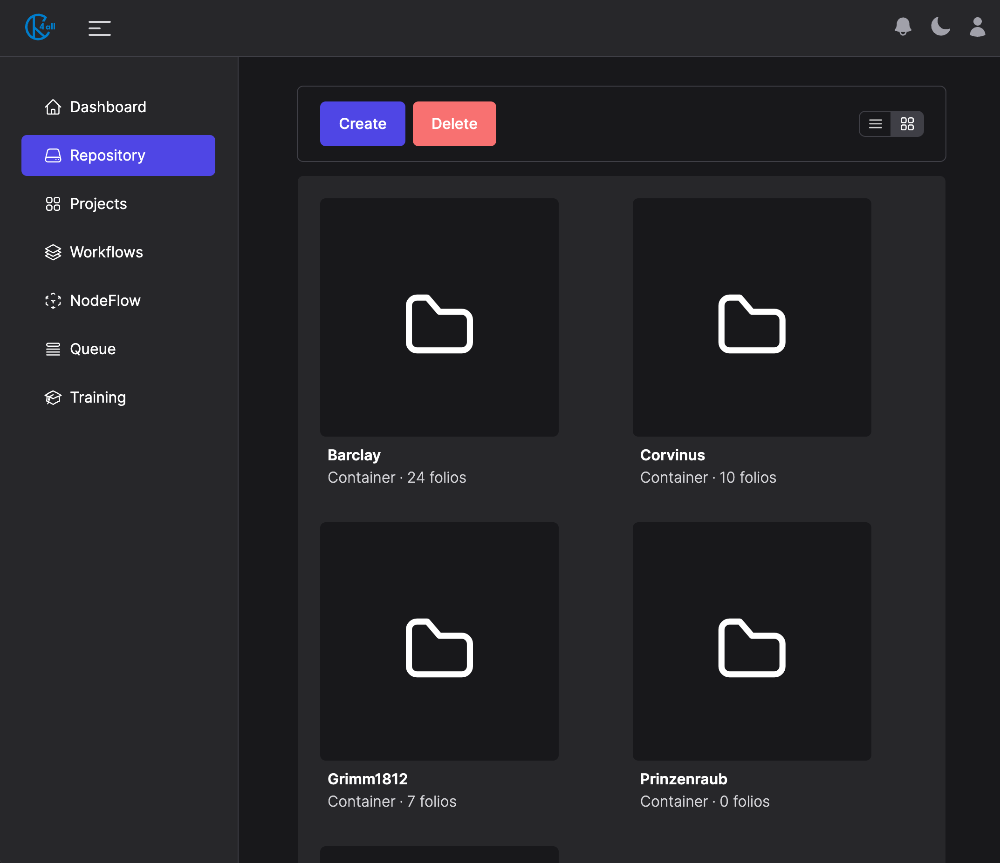 4all
Dashboard
Repository
Projects
Workflows
NodeFlow
Queue
Training
Create
Delete
Barclay
Container · 24 folios
Corvinus
Container · 10 folios
Grimm1812
Container · 7 folios
Prinzenraub
Container · 0 folios